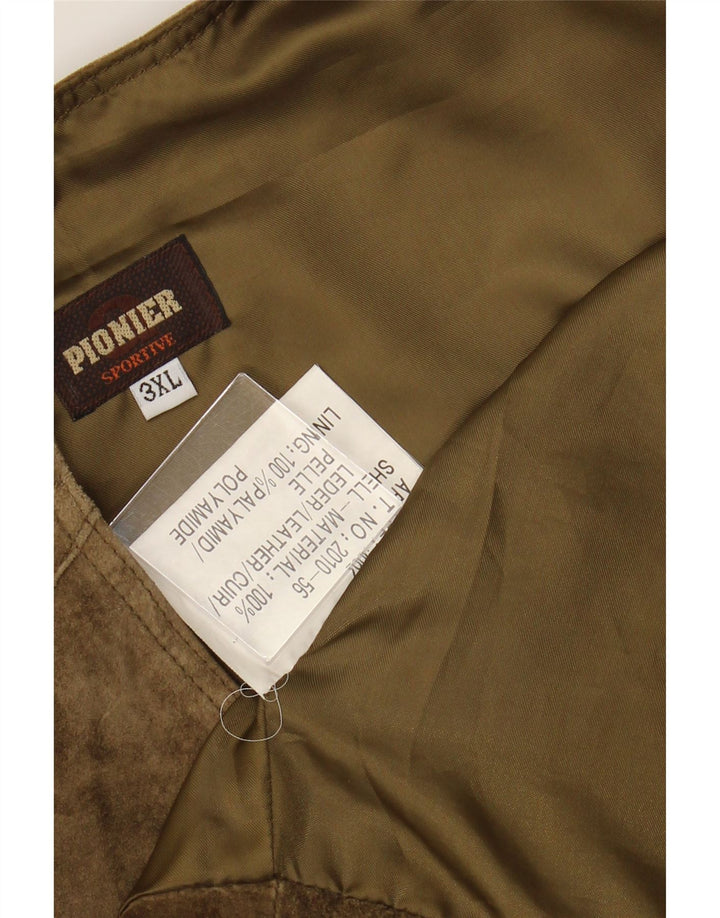 PIONIER
SPORTIVE
3XL
ART. NO: 2010-56
SHELL-MATERIAL: 100%
LEDER/LEATHER/CUIR/
PELLE
LINING: 100%PALYAMID/
POLYAMIDE